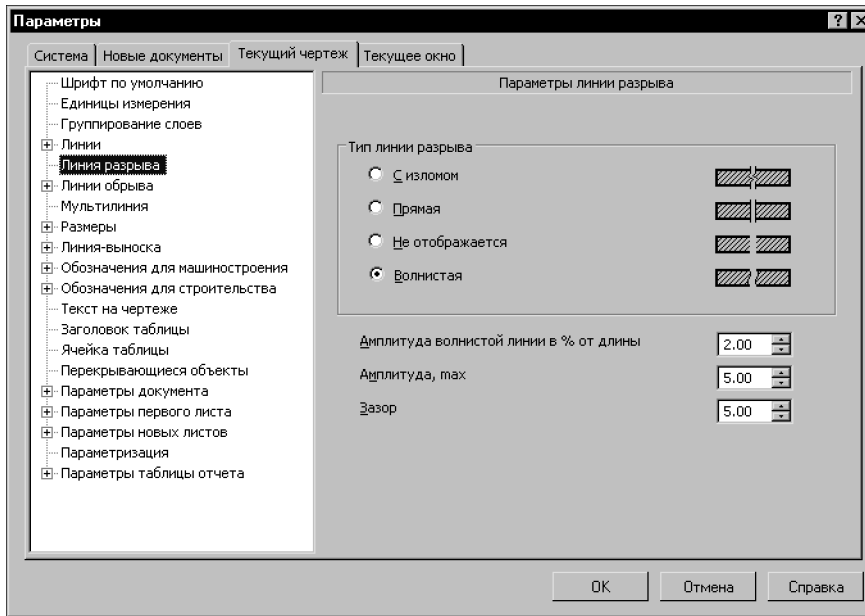 Параметры
Система Новые документы Текущий чертеж Текущее окно
Шрифт по умолчанию
Единицы измерения
Группирование слоев
Линии
Линия разрыва
Линии обрыва
Мультилиния
Размеры
Линия-выноска
Обозначения для машиностроения
Обозначения для строительства
Текст на чертеже
Заголовок таблицы
Ячейка таблицы
Перекрывающиеся объекты
Параметры документа
Параметры первого листа
Параметры новых листов
Параметризация
Параметры таблицы отчета
Параметры линии разрыва
Тип линии разрыва
С изломом
Прямая
Не отображается
Волнистая
Амплитуда волнистой линии в % от длины 2.00
Амплитуда, max 5.00
Зазор 5.00
OK Отмена Справка